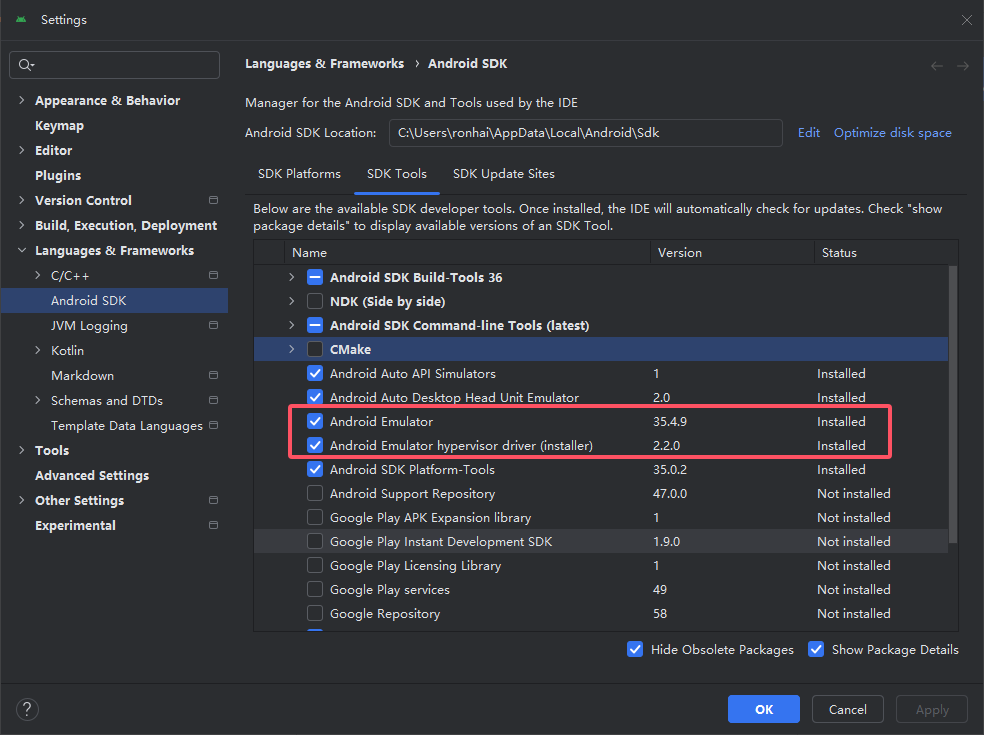 Settings
Languages & Frameworks › Android SDK
Manager for the Android SDK and Tools used by the IDE
Android SDK Location: C:\Users\ronhai\AppData\Local\Android\Sdk Edit Optimize disk space
SDK Platforms SDK Tools SDK Update Sites
Below are the available SDK developer tools. Once installed, the IDE will automatically check for updates. Check "show
package details" to display available versions of an SDK Tool.
Name Version Status
Android SDK Build-Tools 36
NDK (Side by side)
Android SDK Command-line Tools (latest)
CMake
Android Auto API Simulators 1 Installed
Android Auto Desktop Head Unit Emulator 2.0 Installed
Android Emulator 35.4.9 Installed
Android Emulator hypervisor driver (installer) 2.2.0 Installed
Android SDK Platform-Tools 35.0.2 Installed
Android Support Repository 47.0.0 Not installed
Google Play APK Expansion library 1 Not installed
Google Play Instant Development SDK 1.9.0 Not installed
Google Play Licensing Library 1 Not installed
Google Play services 49 Not installed
Google Repository 58 Not installed
Hide Obsolete Packages Show Package Details
Appearance & Behavior
Keymap
Editor
Plugins
Version Control
Build, Execution, Deployment
Languages & Frameworks
C/C++
Android SDK
JVM Logging
Kotlin
Markdown
Schemas and DTDs
Template Data Languages
Tools
Advanced Settings
Other Settings
Experimental
? OK Cancel Apply